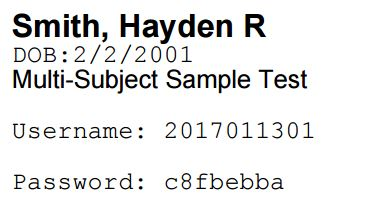 Smith, Hayden R
DOB:2/2/2001
Multi-Subject Sample Test
Username: 2017011301
Password: c8fbebba